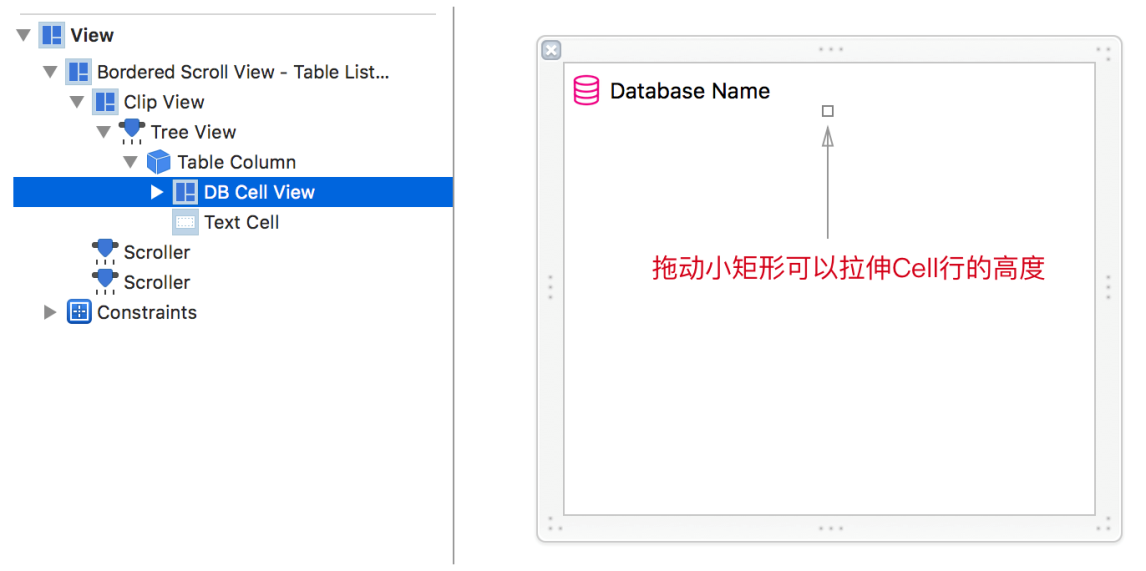 View
Bordered Scroll View - Table List...
Clip View
Tree View
Table Column
DB Cell View
Text Cell
Scroller
Scroller
Constraints
Database Name
拖动小矩形可以拉伸Cell行的高度